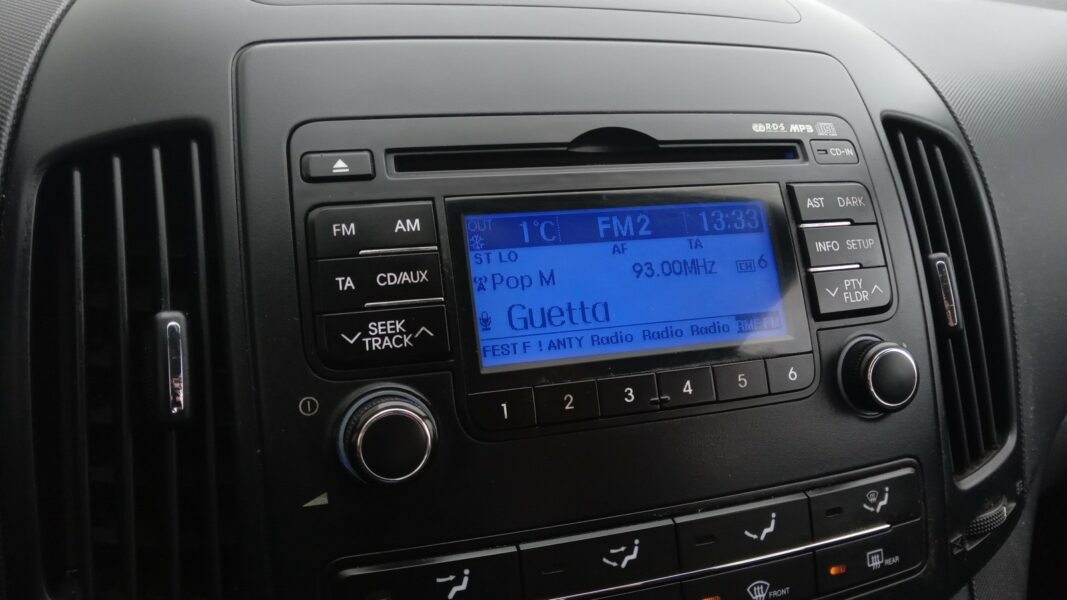 R·D·S MP3
CD-IN
FM AM
AST DARK
TA CD/AUX
INFO SETUP
SEEK
TRACK
PTY
FLDR
OUT 1°C FM2 13:33
ST LO AF TA
Pop M 93.00MHz CH 6
Guetta
FEST F ! ANTY Radio Radio Radio RMF FM
1 2 3 4 5 6
REAR
FRONT